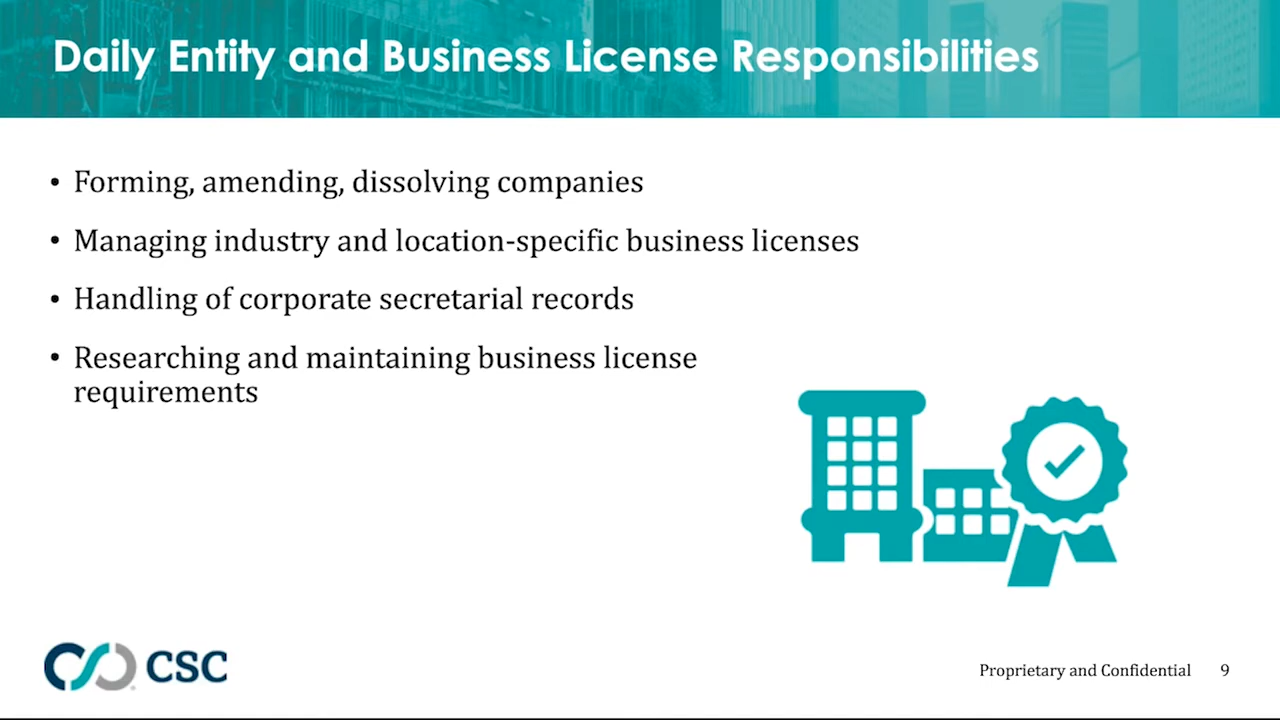 Daily Entity and Business License Responsibilities
• Forming, amending, dissolving companies
• Managing industry and location-specific business licenses
• Handling of corporate secretarial records
• Researching and maintaining business license
requirements
CSC
Proprietary and Confidential 9